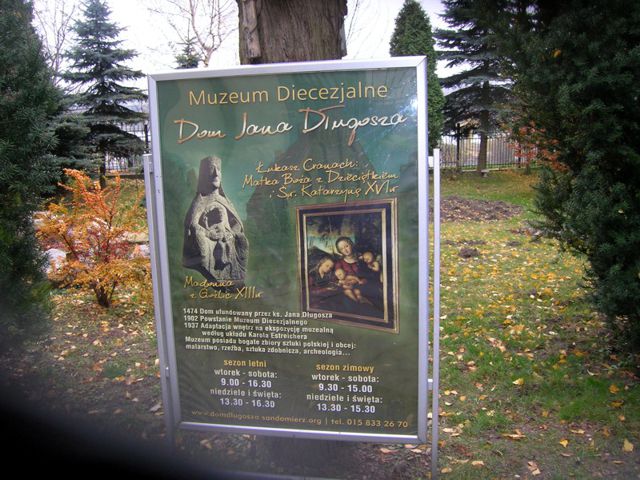 Muzeum Diecezjalne
Dom Jana Długosza
Łukasz Cranach:
Matka Boża z Dzieciątkiem
i Św. Katarzyną XVI w
Madonna
z Goźlic XIII w.
1474 Dom ufundowany przez ks. Jana Długosza
1902 Powstanie Muzeum Diecezjalnego
1937 Adaptacja wnętrz na ekspozycję muzealną
według układu Karola Estreichera
Muzeum posiada bogate zbiory sztuki polskiej i obcej:
malarstwo, rzeźba, sztuka zdobnicza, archeologia...
sezon letni
wtorek - sobota:
9.00 - 16.30
niedziele i święta:
13.30 - 16.30
sezon zimowy
wtorek - sobota:
9.30 - 15.00
niedziele i święta:
13.30 - 15.30
www.domdlugosza.sandomierz.org | tel. 015 833 26 70